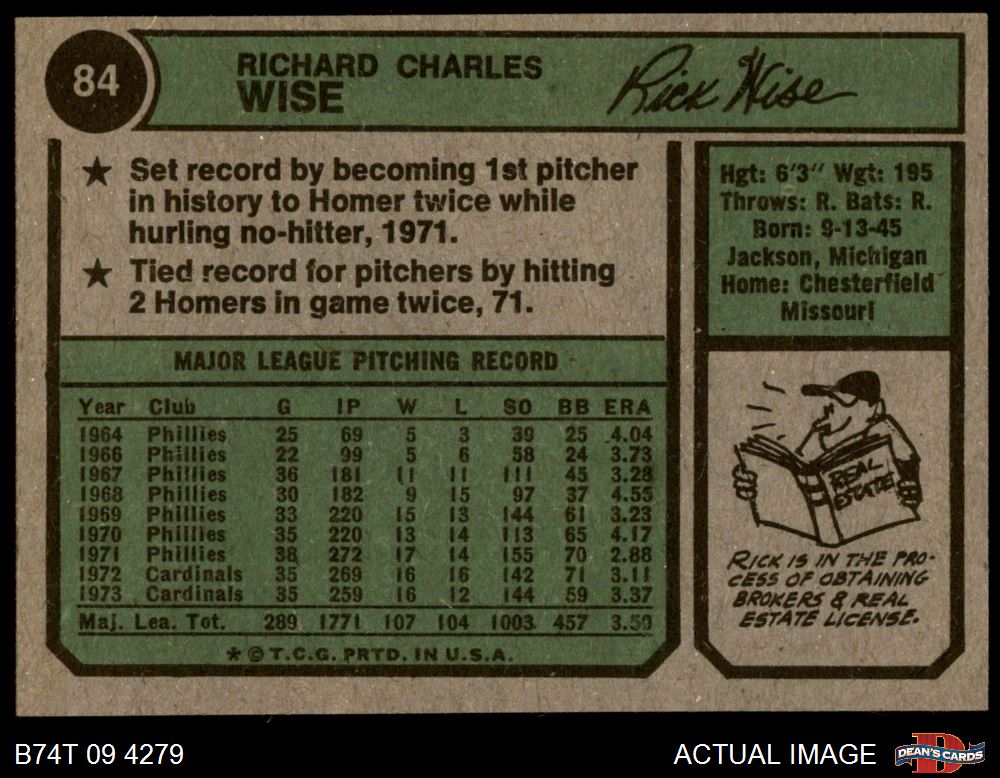 84
RICHARD CHARLES
WISE
Rick Wise
★ Set record by becoming 1st pitcher
in history to Homer twice while
hurling no-hitter, 1971.
★ Tied record for pitchers by hitting
2 Homers in game twice, 71.
Hgt: 6'3" Wgt: 195
Throws: R. Bats: R.
Born: 9-13-45
Jackson, Michigan
Home: Chesterfield
Missouri
MAJOR LEAGUE PITCHING RECORD
Year Club G IP W L SO BB ERA
1964 Phillies 25 69 5 3 39 25 4.04
1966 Phillies 22 99 5 6 58 24 3.73
1967 Phillies 36 181 11 11 111 45 3.28
1968 Phillies 30 182 9 15 97 37 4.55
1969 Phillies 33 220 15 13 144 61 3.23
1970 Phillies 35 220 13 14 113 65 4.17
1971 Phillies 38 272 17 14 155 70 2.88
1972 Cardinals 35 269 16 16 142 71 3.11
1973 Cardinals 35 259 16 12 144 59 3.37
Maj. Lea. Tot. 289 1771 107 104 1003 457 3.50
★ © T.C.G. PRTD. IN U.S.A.
REAL
ESTATE
RICK IS IN THE PRO-
CESS OF OBTAINING
BROKERS & REAL
ESTATE LICENSE.
B74T 09 4279
ACTUAL IMAGE
DEAN'S CARDS